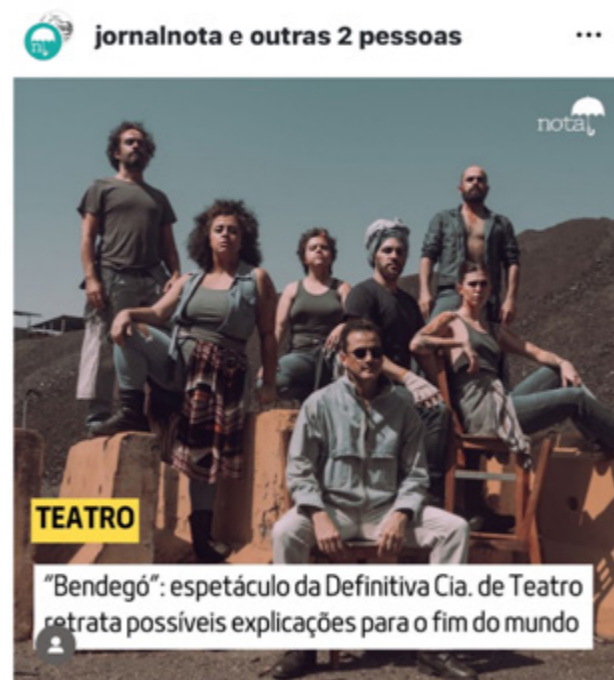 jornalnota e outras 2 pessoas
nota
TEATRO
"Bendegó": espetáculo da Definitiva Cia. de Teatro
retrata possíveis explicações para o fim do mundo